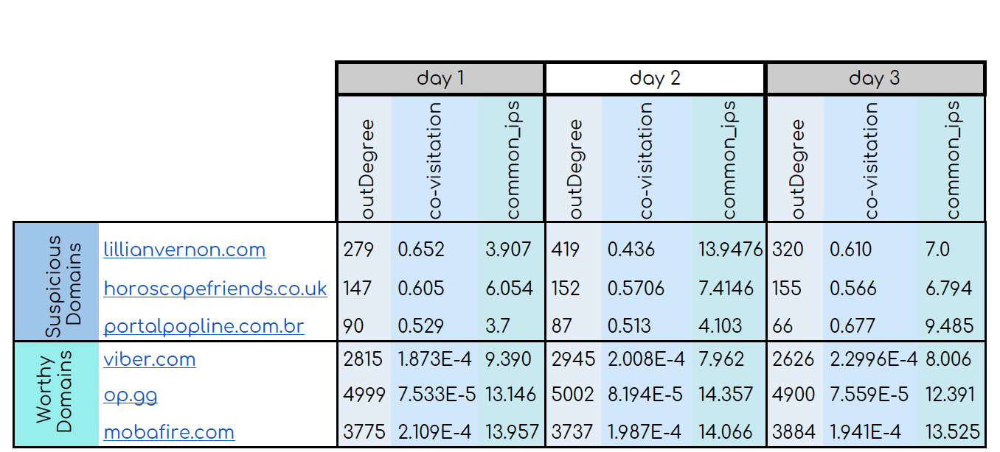 day 1 day 2 day 3
outDegree co-visitation common_ips outDegree co-visitation common_ips outDegree co-visitation common_ips
Suspicious
Domains
lillianvernon.com 279 0.652 3.907 419 0.436 13.9476 320 0.610 7.0
horoscopefriends.co.uk 147 0.605 6.054 152 0.5706 7.4146 155 0.566 6.794
portalpopline.com.br 90 0.529 3.7 87 0.513 4.103 66 0.677 9.485
Worthy
Domains
viber.com 2815 1.873E-4 9.390 2945 2.008E-4 7.962 2626 2.2996E-4 8.006
op.gg 4999 7.533E-5 13.146 5002 8.194E-5 14.357 4900 7.559E-5 12.391
mobafire.com 3775 2.109E-4 13.957 3737 1.987E-4 14.066 3884 1.941E-4 13.525